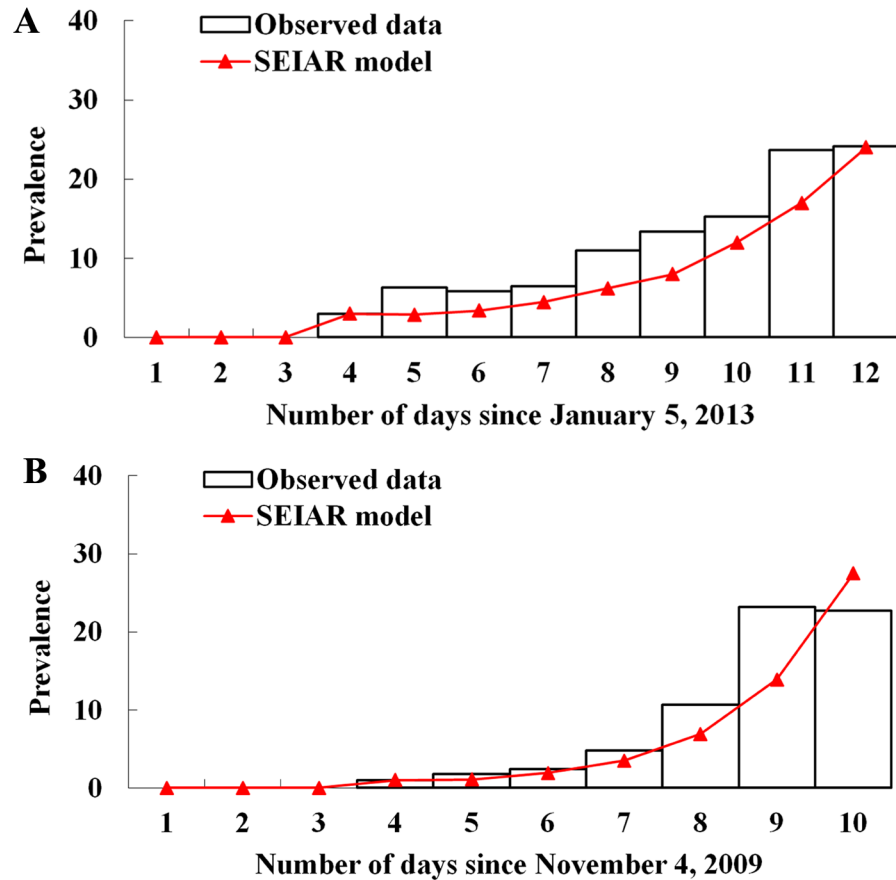 A
Observed data
SEIAR model
Prevalence
40
30
20
10
0
1 2 3 4 5 6 7 8 9 10 11 12
Number of days since January 5, 2013
B
Observed data
SEIAR model
Prevalence
40
30
20
10
0
1 2 3 4 5 6 7 8 9 10
Number of days since November 4, 2009